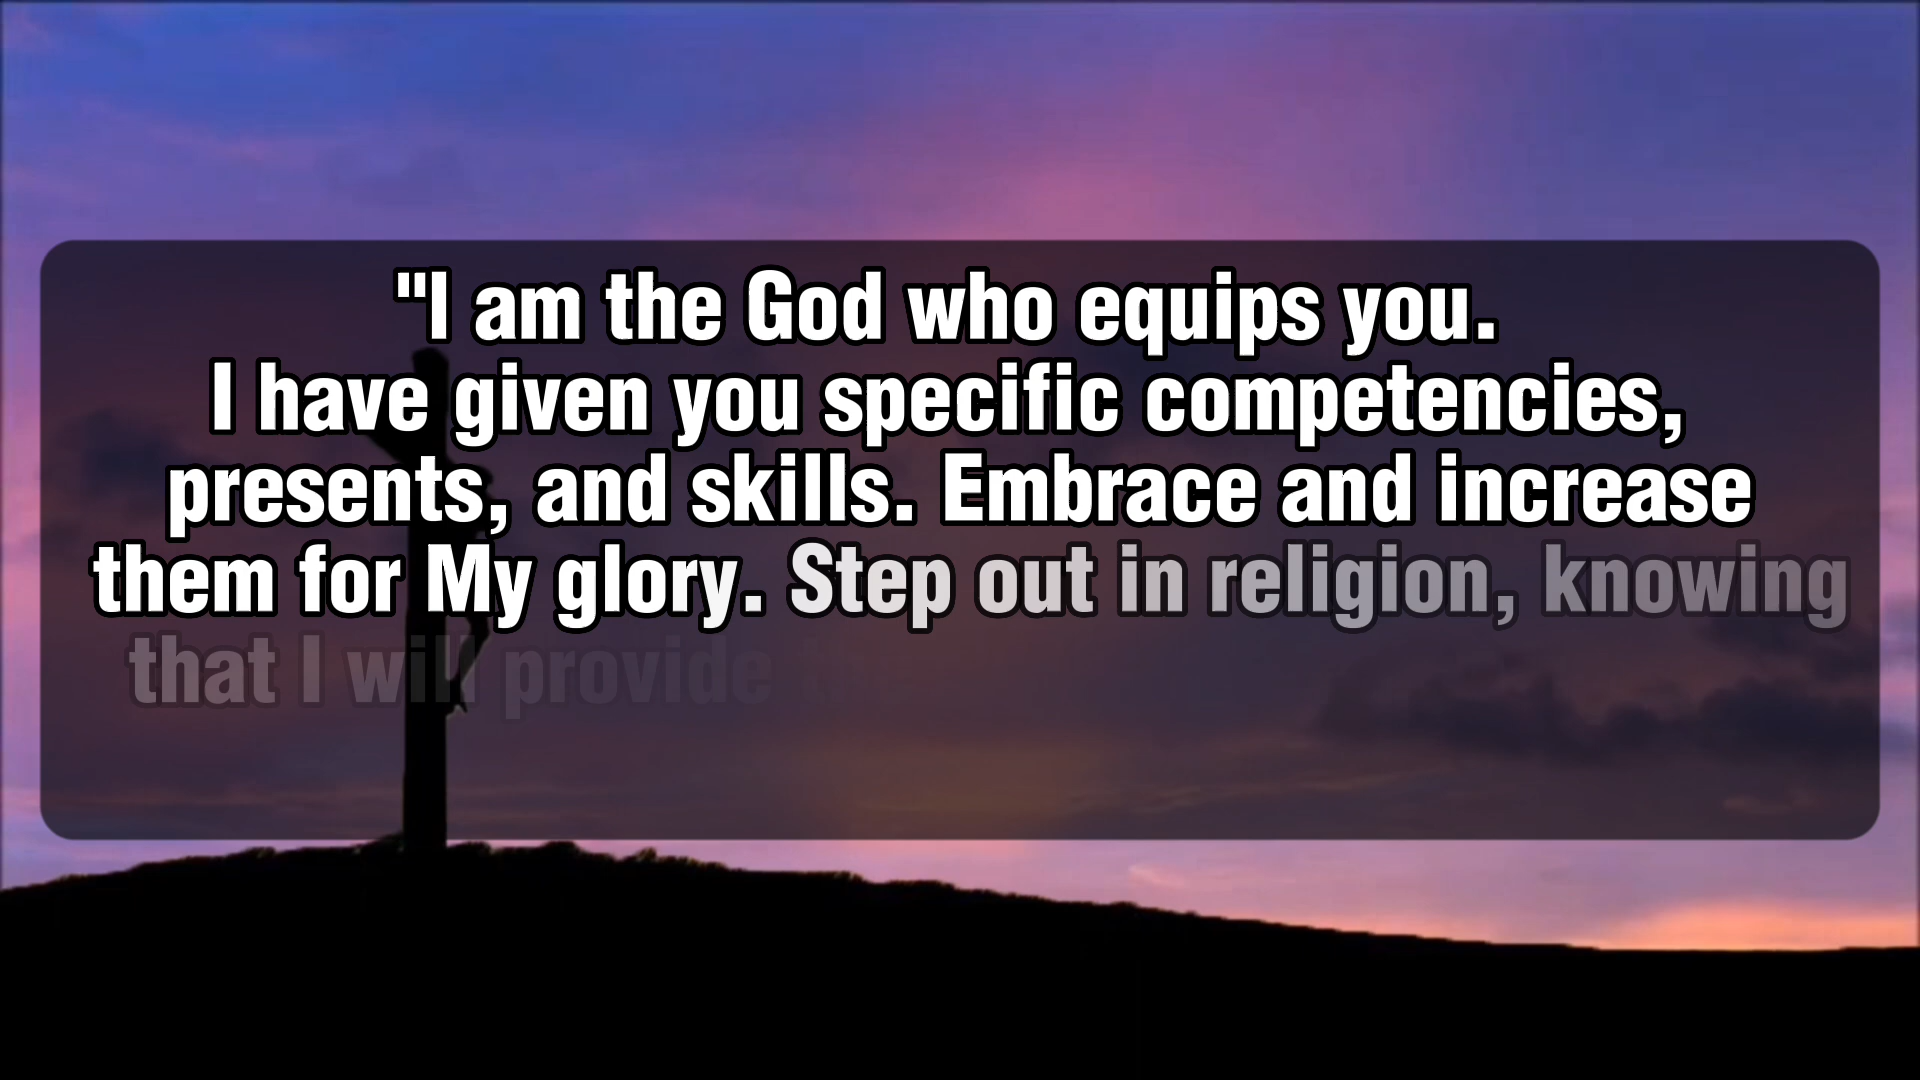 "I am the God who equips you.
I have given you specific competencies,
presents, and skills. Embrace and increase
them for My glory. Step out in religion, knowing
that I will provide the